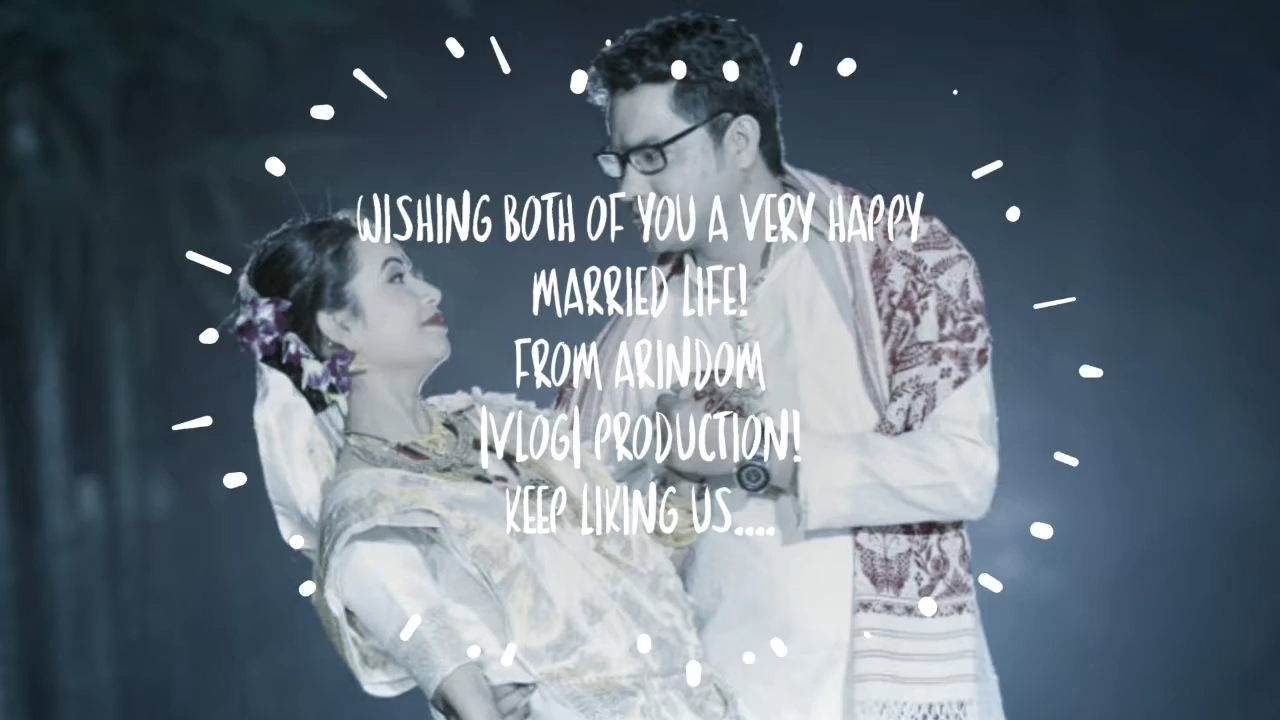 WISHING BOTH OF YOU A VERY HAPPY
MARRIED LIFE!
FROM ARINDOM
|VLOG| PRODUCTION!
KEEP LIKING US....